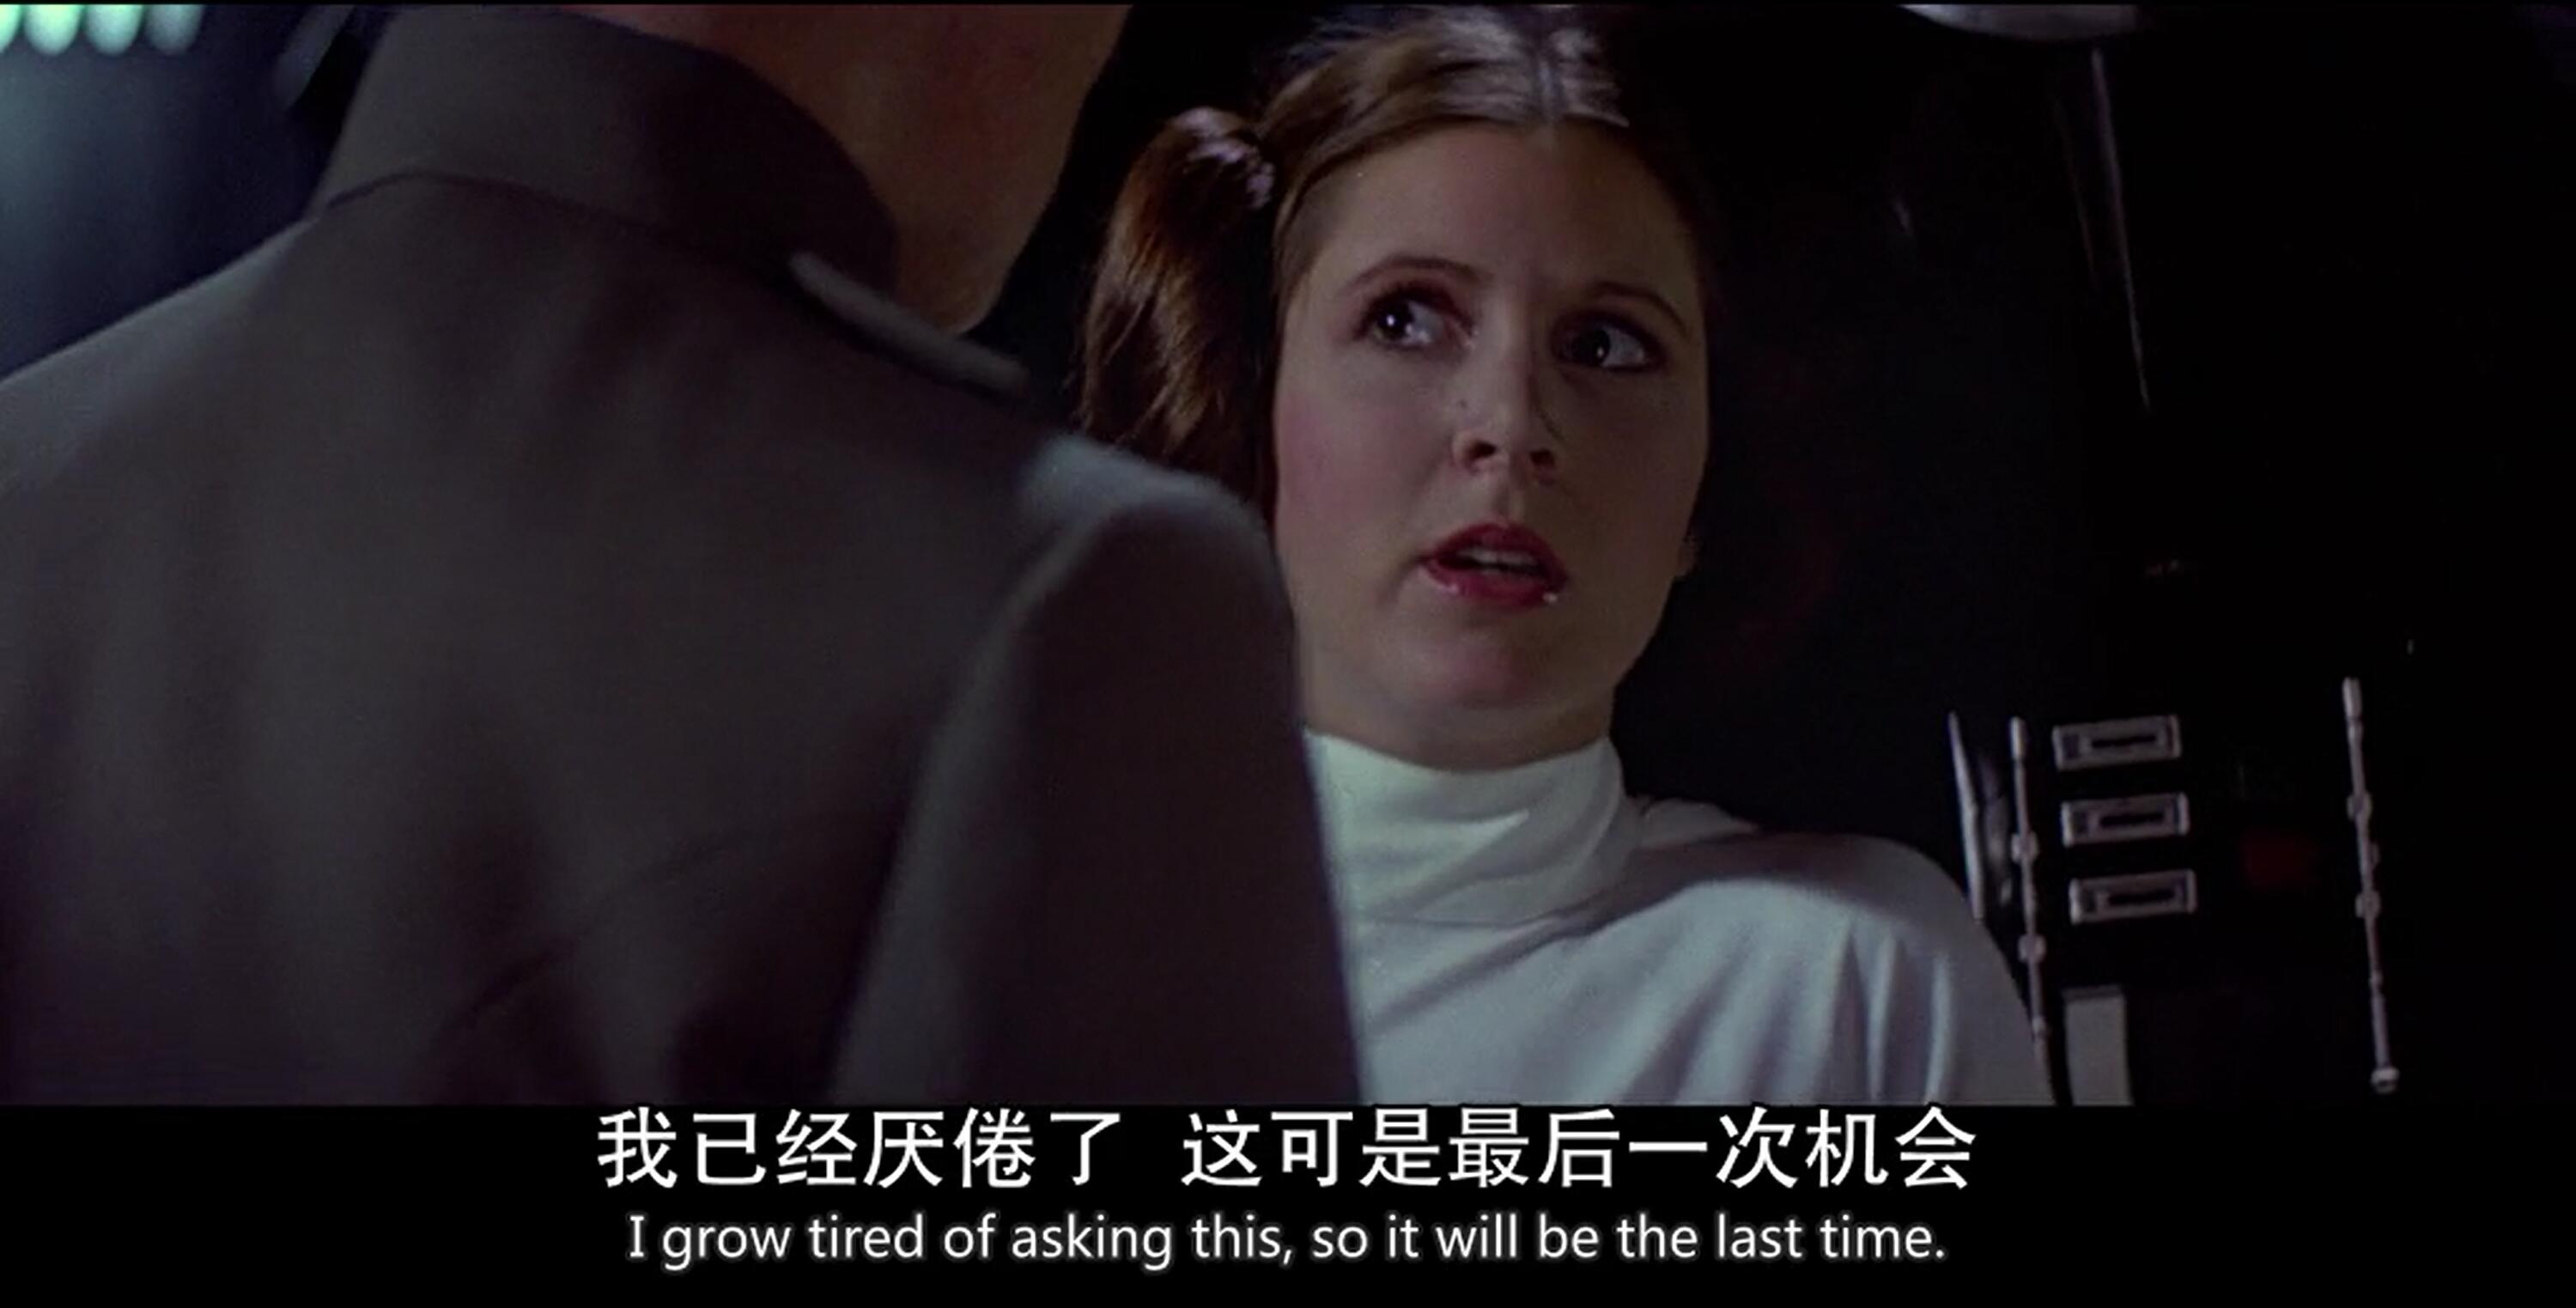 我已经厌倦了 这可是最后一次机会
I grow tired of asking this, so it will be the last time.